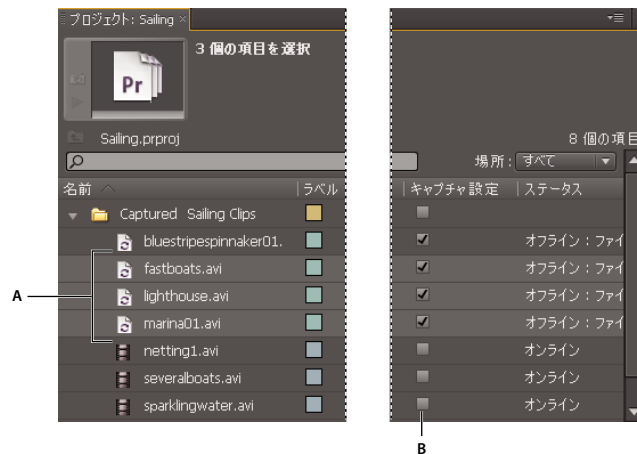 プロジェクト: Sailing ×
3 個の項目を選択
Pr
Sailing.prproj
8 個の項目
場所: すべて
名前 ラベル キャプチャ設定 ステータス
Captured Sailing Clips
bluestripespinnaker01. オフライン : ファイ
fastboats.avi オフライン : ファイ
lighthouse.avi オフライン : ファイ
marina01.avi オフライン : ファイ
netting1.avi オンライン
severalboats.avi オンライン
sparklingwater.avi オンライン
A
B